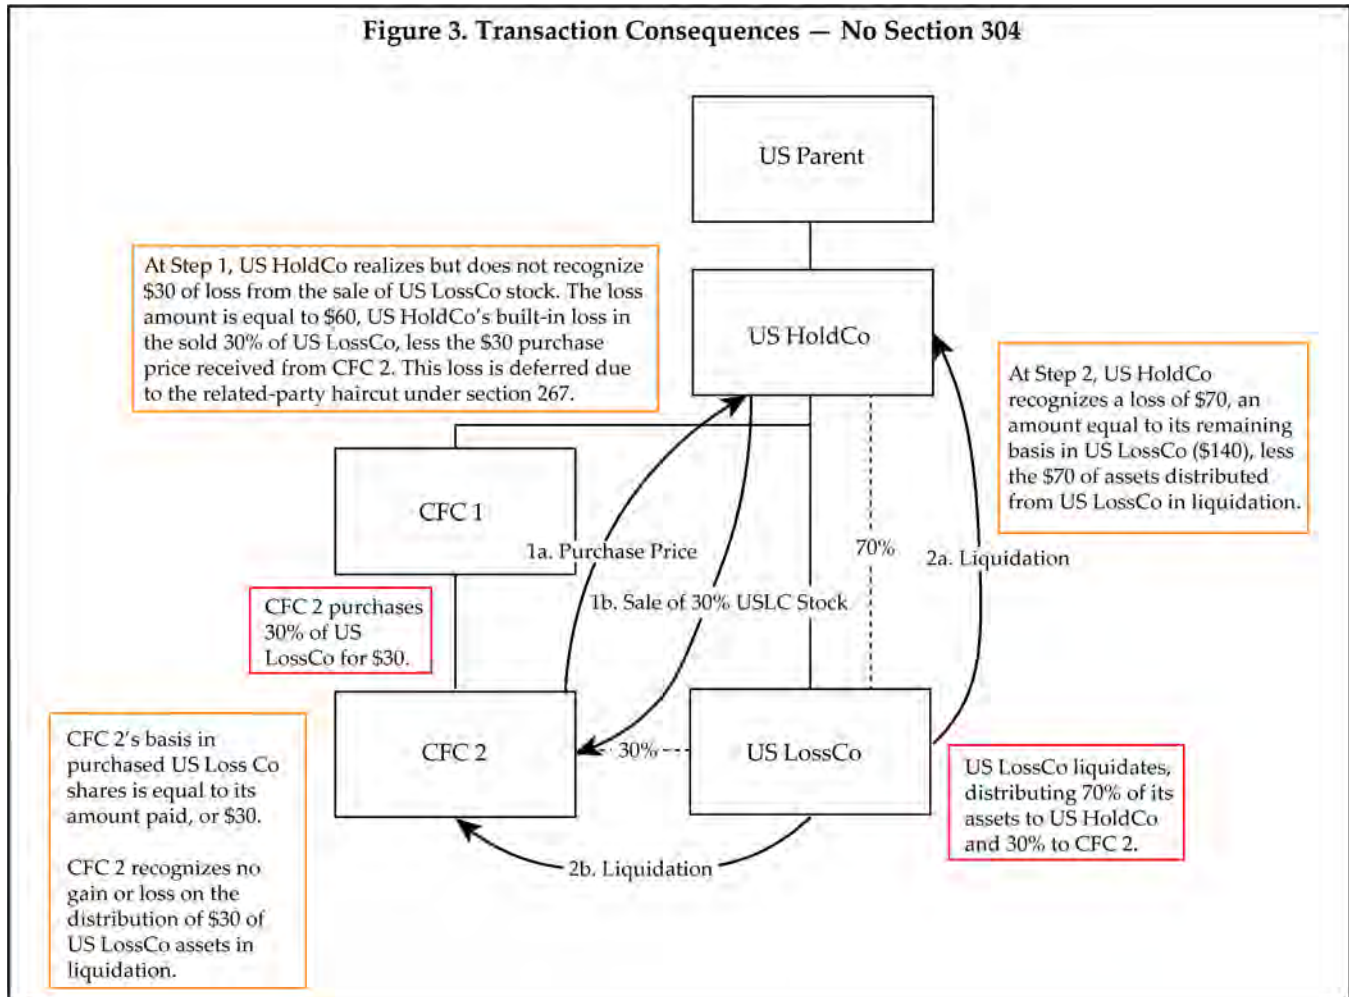 Figure 3. Transaction Consequences — No Section 304
US Parent
At Step 1, US HoldCo realizes but does not recognize
$30 of loss from the sale of US LossCo stock. The loss
amount is equal to $60, US HoldCo's built-in loss in
the sold 30% of US LossCo, less the $30 purchase
price received from CFC 2. This loss is deferred due
to the related-party haircut under section 267.
US HoldCo
At Step 2, US HoldCo
recognizes a loss of $70, an
amount equal to its remaining
basis in US LossCo ($140), less
the $70 of assets distributed
from US LossCo in liquidation.
CFC 1
1a. Purchase Price
70%
2a. Liquidation
CFC 2 purchases
30% of US
LossCo for $30.
1b. Sale of 30% USLC Stock
CFC 2
30%
US LossCo
CFC 2's basis in
purchased US Loss Co
shares is equal to its
amount paid, or $30.
CFC 2 recognizes no
gain or loss on the
distribution of $30 of
US LossCo assets in
liquidation.
US LossCo liquidates,
distributing 70% of its
assets to US HoldCo
and 30% to CFC 2.
2b. Liquidation